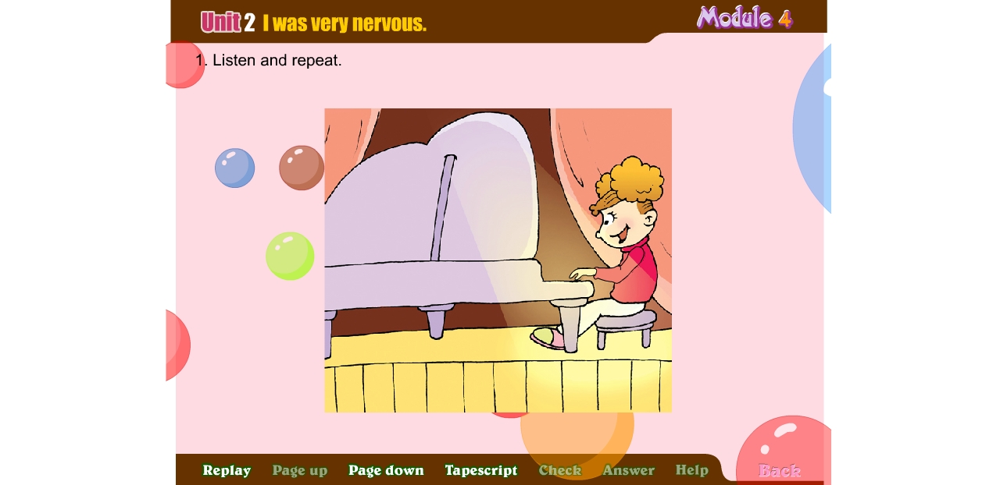 Unit 2 I was very nervous.
Module 4
1. Listen and repeat.
Replay Page up Page down Tapescript Check Answer Help Back